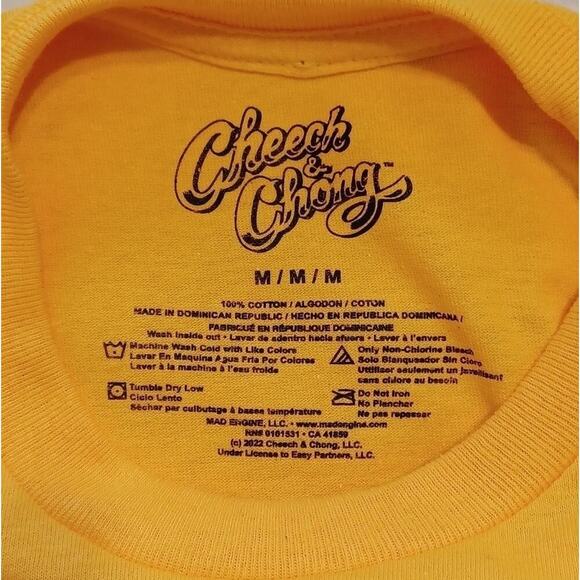 Cheech
&
Chong™
M / M / M
100% COTTON / ALGODON / COTON
MADE IN DOMINICAN REPUBLIC / HECHO EN REPUBLICA DOMINICANA /
FABRIQUÉ EN RÉPUBLIQUE DOMINICAINE
Wash Inside out • Lavar de adentro hacia afuera • Laver à l'envers
Machine Wash Cold with Like Colors
Lavar En Maquina Agua Fria Por Colores
Laver à la machine à l'eau froide
Only Non-Chlorine Bleach
Solo Blanqueador Sin Cloro
Utiliser seulement un javellisant
sans chlore au besoin
Tumble Dry Low
Ciclo Lento
Sèchar par culbutage à basse température
Do Not Iron
No Planchar
Ne pas repasser
MAD ENGINE, LLC. • www.madengine.com
RN# 0101531 • CA 41859
(c) 2022 Cheech & Chong, LLC.
Under License to Easy Partners, LLC.